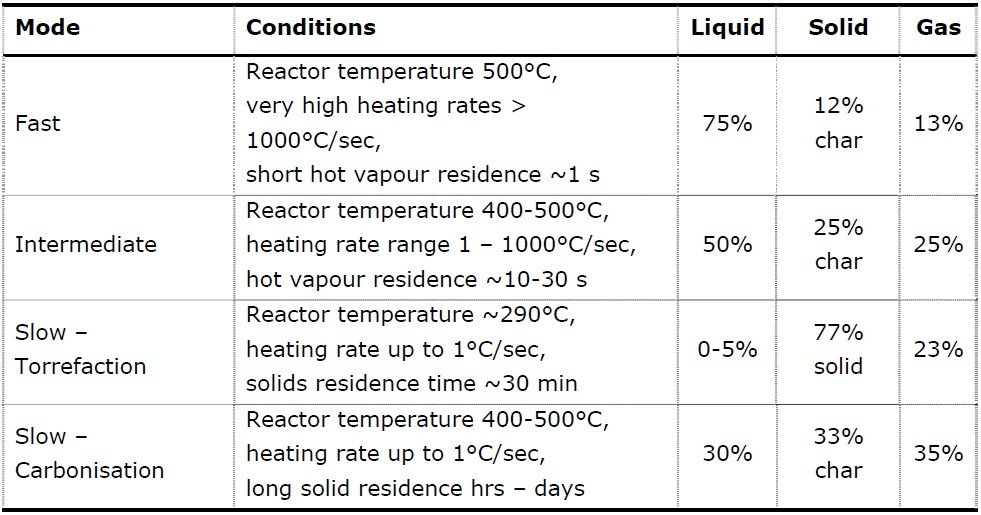 Mode Conditions Liquid Solid Gas
Fast
Reactor temperature 500°C,
very high heating rates >
1000°C/sec,
short hot vapour residence ~1 s
75%
12%
char
13%
Intermediate
Reactor temperature 400-500°C,
heating rate range 1 – 1000°C/sec,
hot vapour residence ~10-30 s
50%
25%
char
25%
Slow –
Torrefaction
Reactor temperature ~290°C,
heating rate up to 1°C/sec,
solids residence time ~30 min
0-5%
77%
solid
23%
Slow –
Carbonisation
Reactor temperature 400-500°C,
heating rate up to 1°C/sec,
long solid residence hrs – days
30%
33%
char
35%